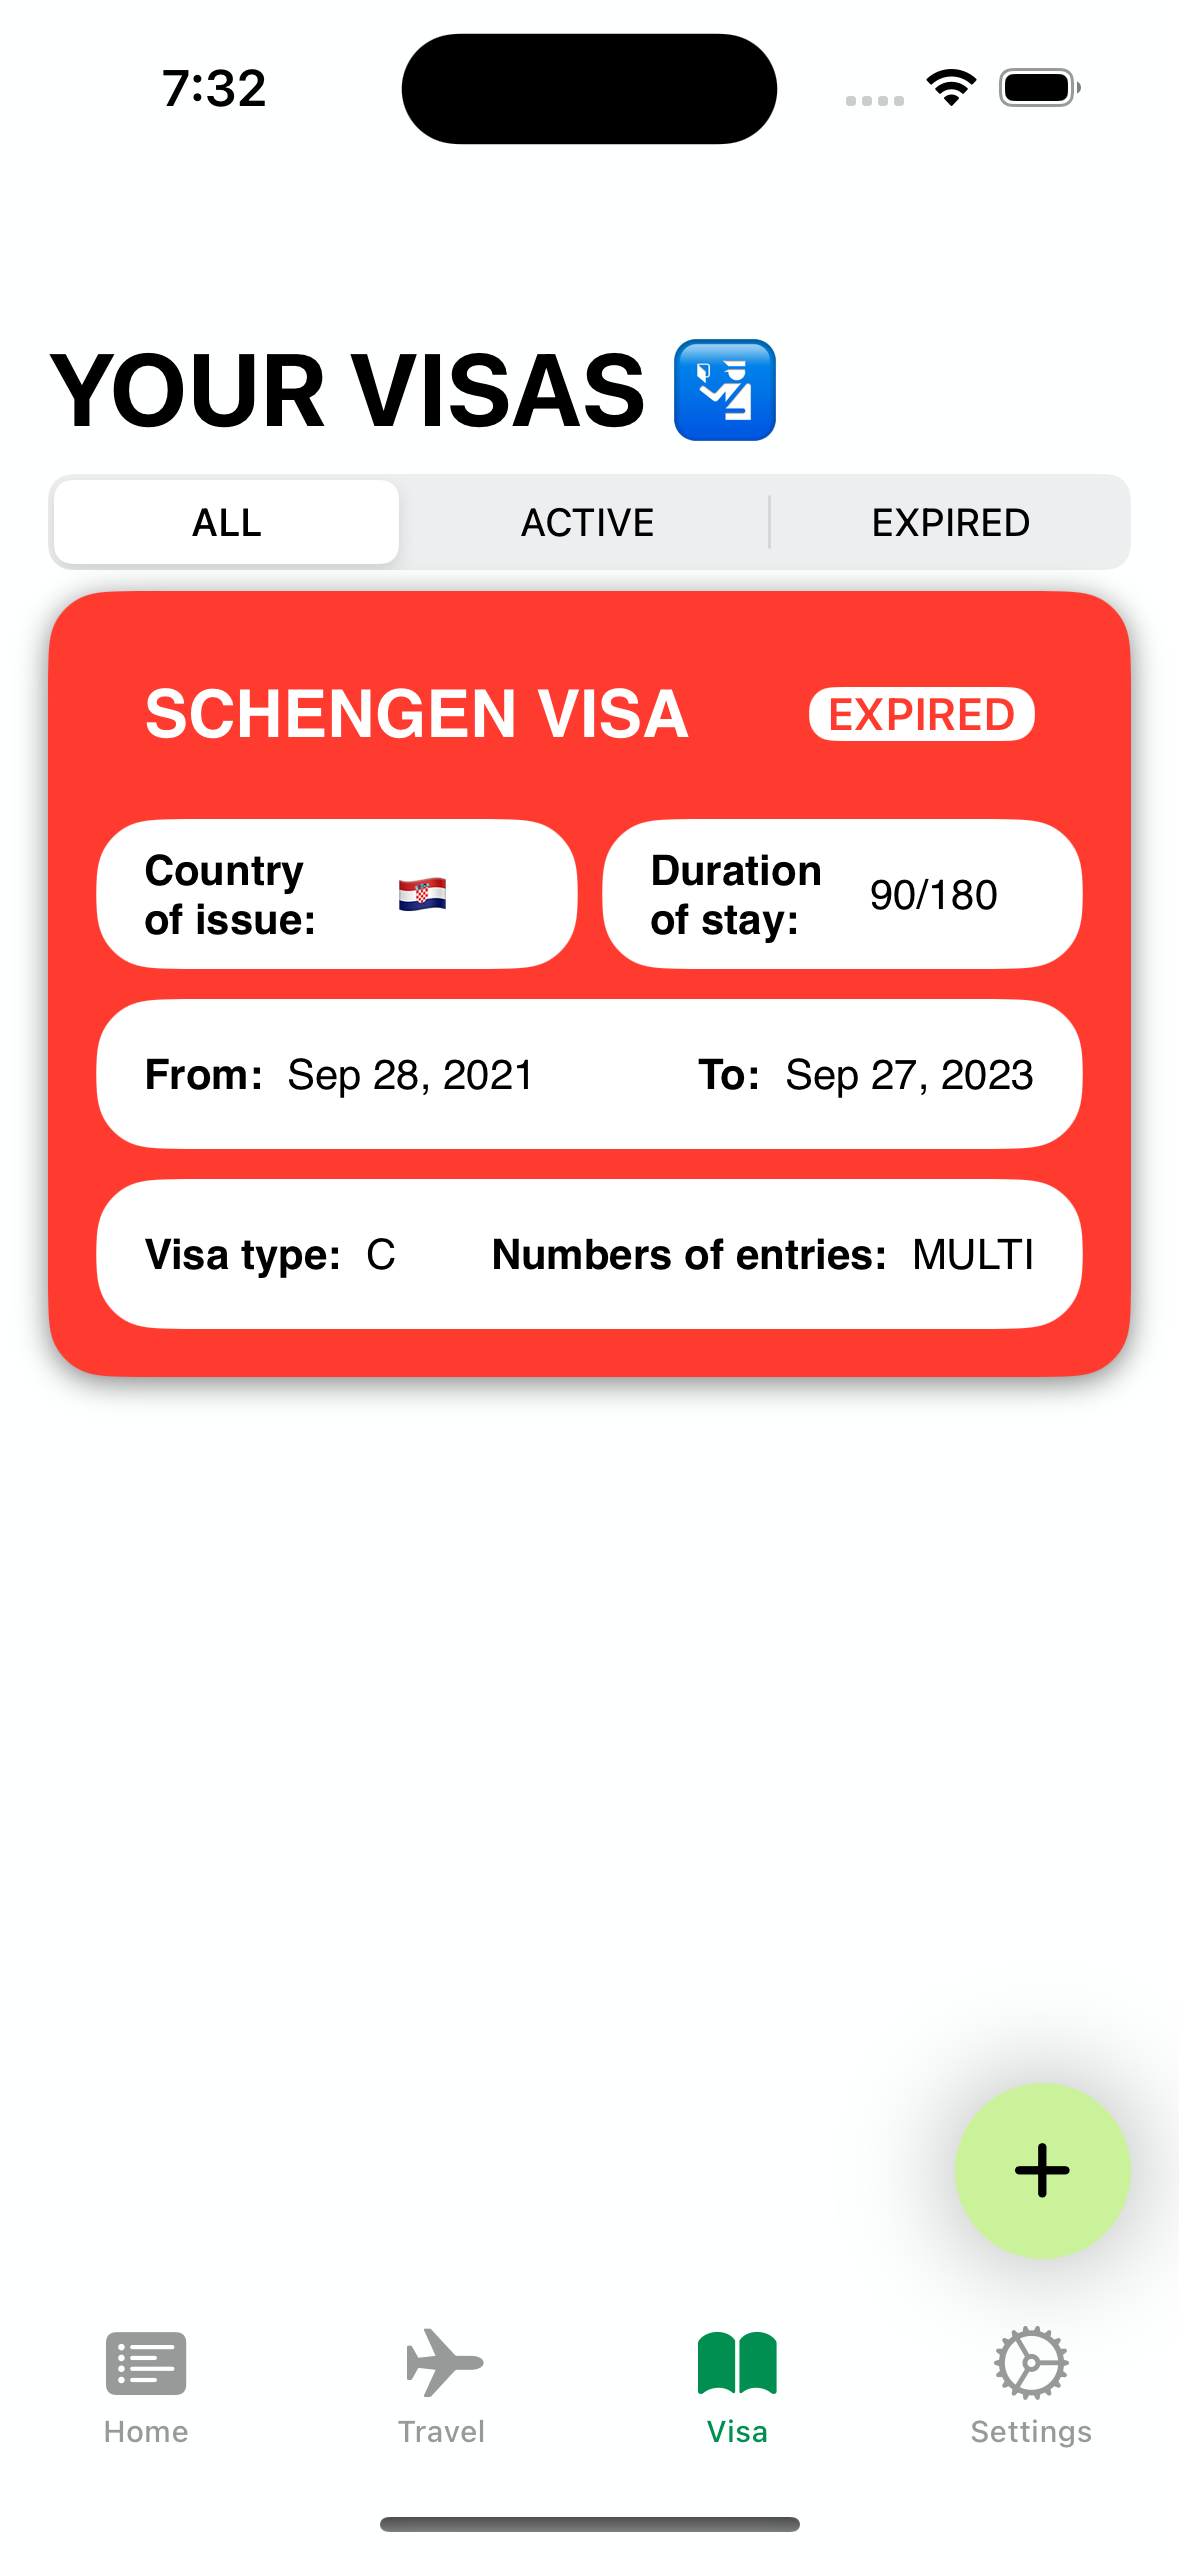 7:32
YOUR VISAS 🛂
ALL ACTIVE EXPIRED
SCHENGEN VISA EXPIRED
Country
of issue: 🇭🇷
Duration
of stay: 90/180
From: Sep 28, 2021 To: Sep 27, 2023
Visa type: C Numbers of entries: MULTI
Home Travel Visa Settings